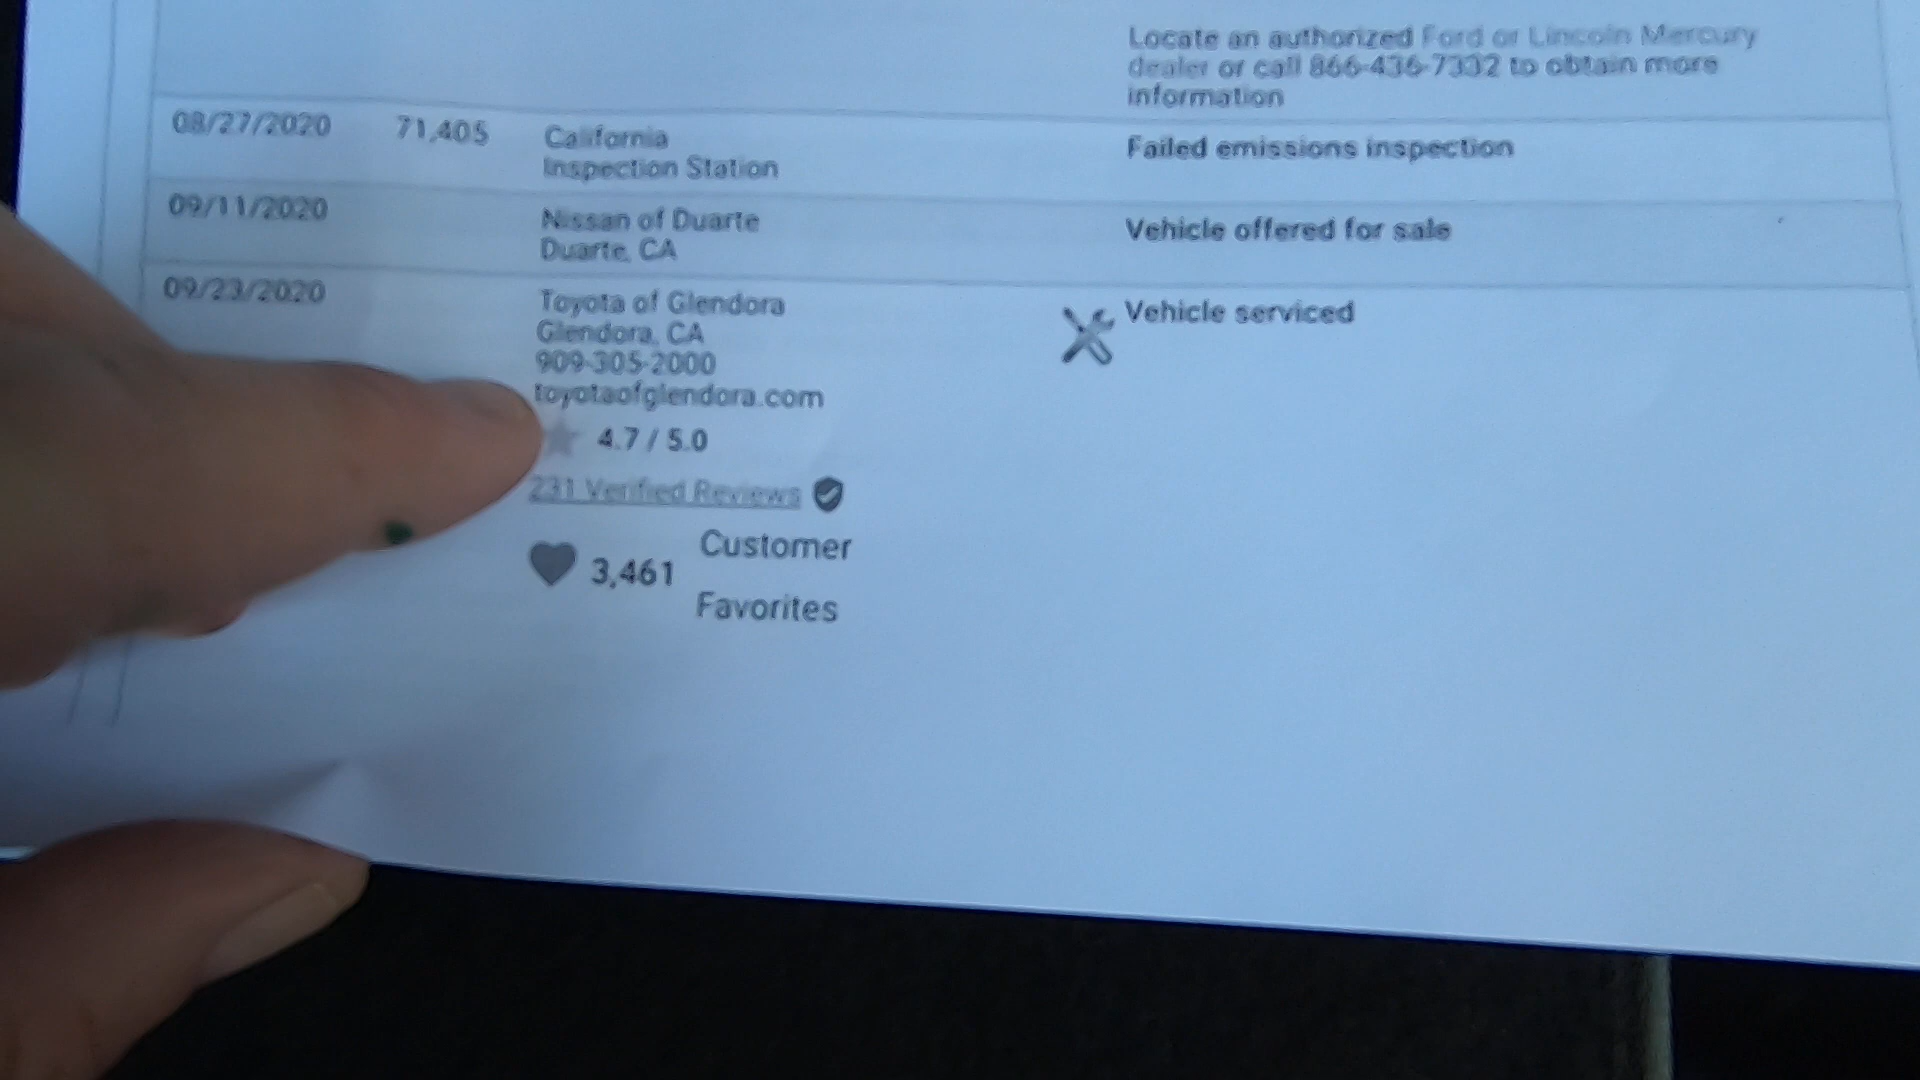 Locate an authorized Ford or Lincoln Mercury
dealer or call 866-436-7332 to obtain more
information
08/27/2020 71,405 California Failed emissions inspection
Inspection Station
09/11/2020 Nissan of Duarte Vehicle offered for sale
Duarte, CA
09/23/2020 Toyota of Glendora Vehicle serviced
Glendora, CA
909-305-2000
toyotaofglendora.com
4.7 / 5.0
231 Verified Reviews
3,461 Customer
Favorites